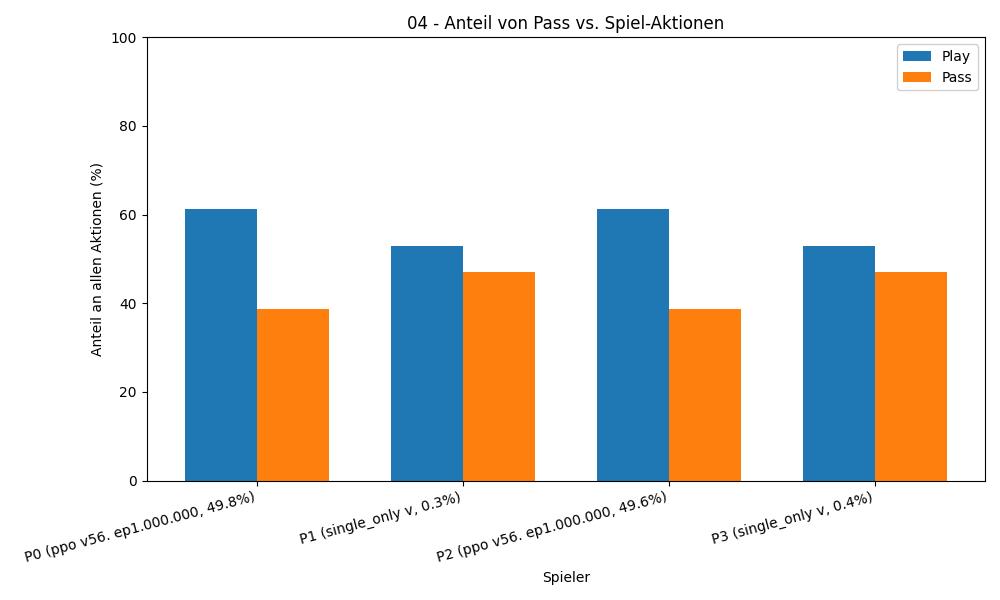 04 - Anteil von Pass vs. Spiel-Aktionen
100
80
60
40
20
0
Anteil an allen Aktionen (%)
Play
Pass
P0 (ppo v56. ep1.000.000, 49.8%)
P1 (single_only v, 0.3%)
P2 (ppo v56. ep1.000.000, 49.6%)
P3 (single_only v, 0.4%)
Spieler